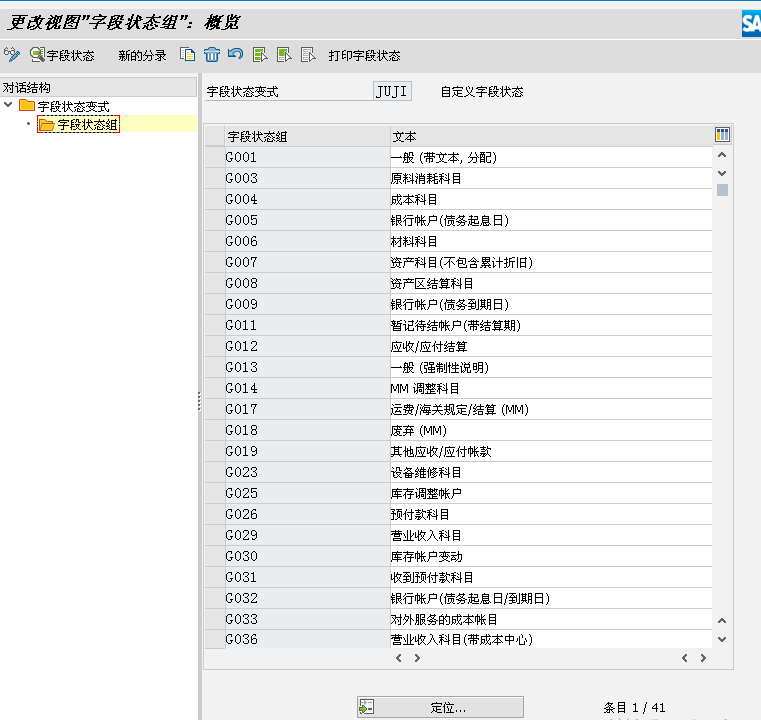 更改视图"字段状态组": 概览
SA
字段状态 新的分录 打印字段状态
对话结构
字段状态变式
字段状态组
字段状态变式 JUJI 自定义字段状态
字段状态组 文本
G001 一般 (带文本, 分配)
G003 原料消耗科目
G004 成本科目
G005 银行帐户(债务起息日)
G006 材料科目
G007 资产科目(不包含累计折旧)
G008 资产区结算科目
G009 银行帐户(债务到期日)
G011 暂记待结帐户(带结算期)
G012 应收/应付结算
G013 一般 (强制性说明)
G014 MM 调整科目
G017 运费/海关规定/结算 (MM)
G018 废弃 (MM)
G019 其他应收/应付帐款
G023 设备维修科目
G025 库存调整帐户
G026 预付款科目
G029 营业收入科目
G030 库存帐户变动
G031 收到预付款科目
G032 银行帐户(债务起息日/到期日)
G033 对外服务的成本帐目
G036 营业收入科目(带成本中心)
定位... 条目 1 / 41